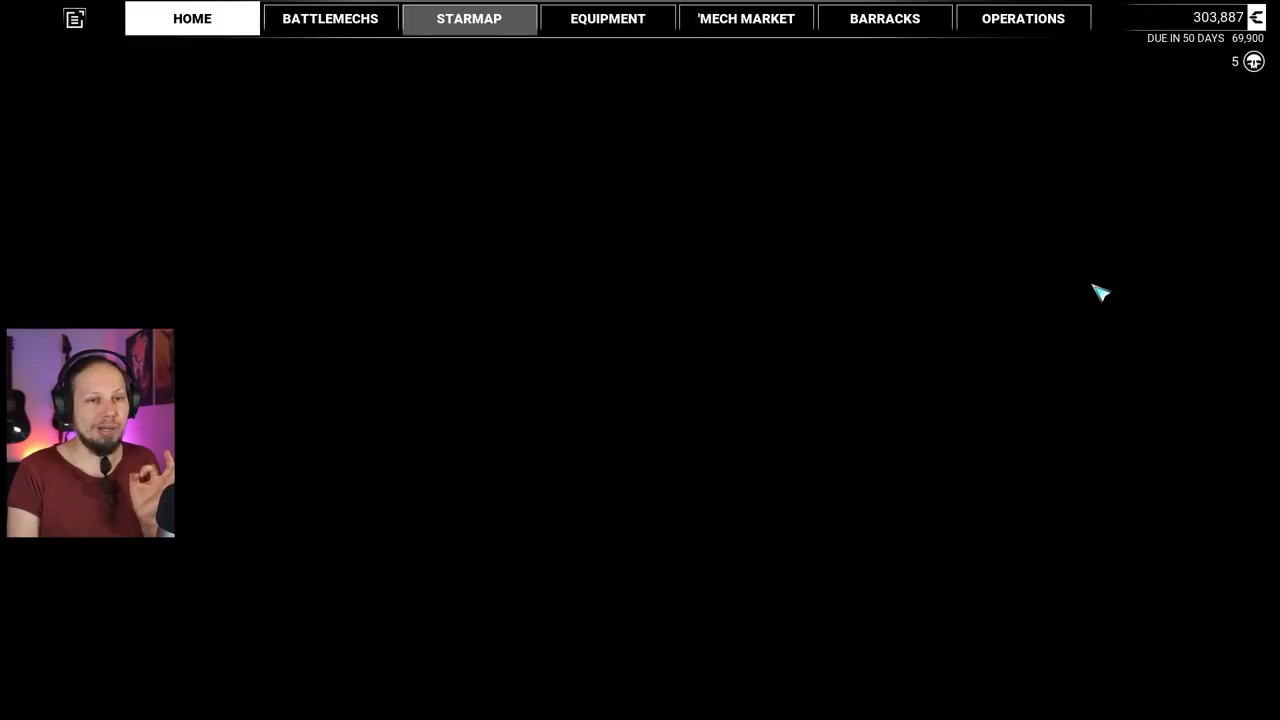 HOME
BATTLEMECHS
STARMAP
EQUIPMENT
'MECH MARKET
BARRACKS
OPERATIONS
303,887
DUE IN 50 DAYS 69,900
5